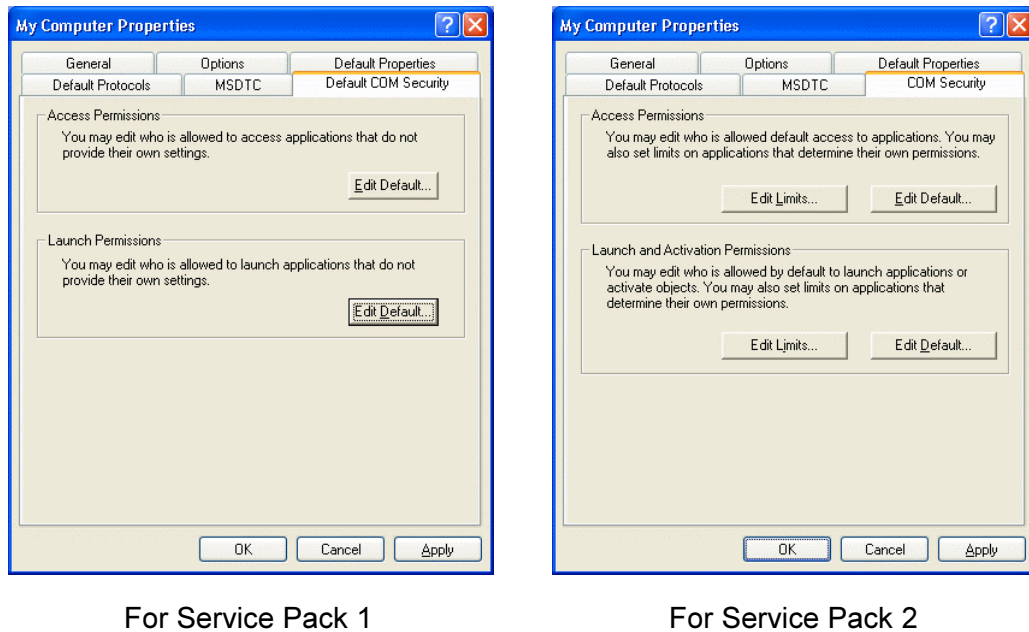 My Computer Properties
General Options Default Properties
Default Protocols MSDTC Default COM Security
Access Permissions
You may edit who is allowed to access applications that do not
provide their own settings.
Edit Default...
Launch Permissions
You may edit who is allowed to launch applications that do not
provide their own settings.
Edit Default...
OK Cancel Apply
For Service Pack 1
My Computer Properties
General Options Default Properties
Default Protocols MSDTC COM Security
Access Permissions
You may edit who is allowed default access to applications. You may
also set limits on applications that determine their own permissions.
Edit Limits... Edit Default...
Launch and Activation Permissions
You may edit who is allowed by default to launch applications or
activate objects. You may also set limits on applications that
determine their own permissions.
Edit Limits... Edit Default...
OK Cancel Apply
For Service Pack 2